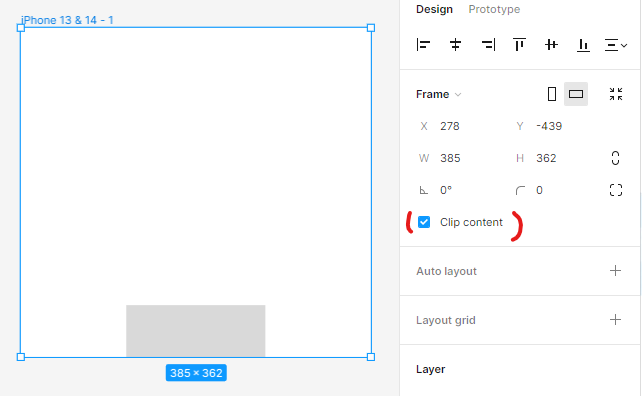 iPhone 13 & 14 - 1
385 × 362
Design Prototype
Frame
X 278 Y -439
W 385 H 362
0° 0
Clip content
Auto layout
Layout grid
Layer